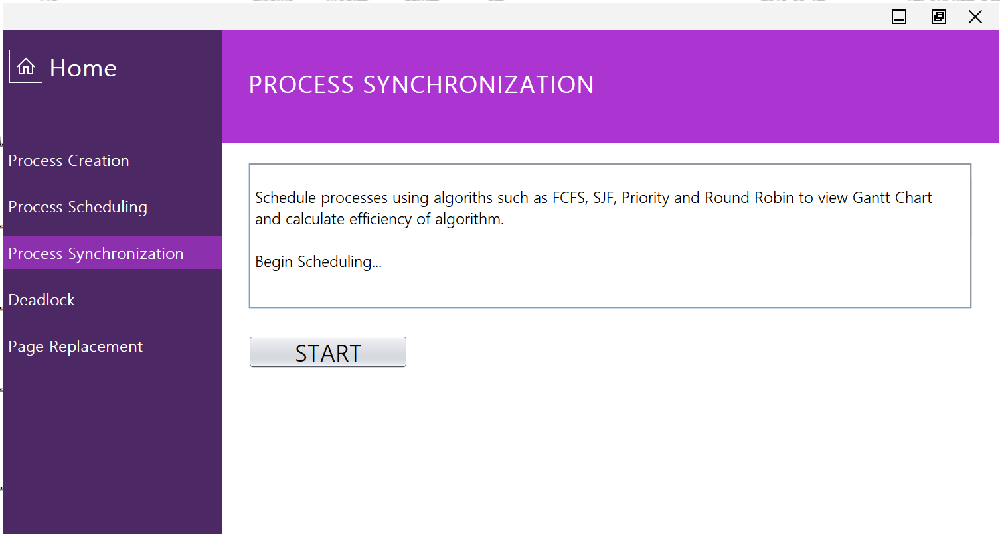 Home
PROCESS SYNCHRONIZATION
Process Creation
Process Scheduling
Process Synchronization
Deadlock
Page Replacement
Schedule processes using algoriths such as FCFS, SJF, Priority and Round Robin to view Gantt Chart
and calculate efficiency of algorithm.
Begin Scheduling...
START